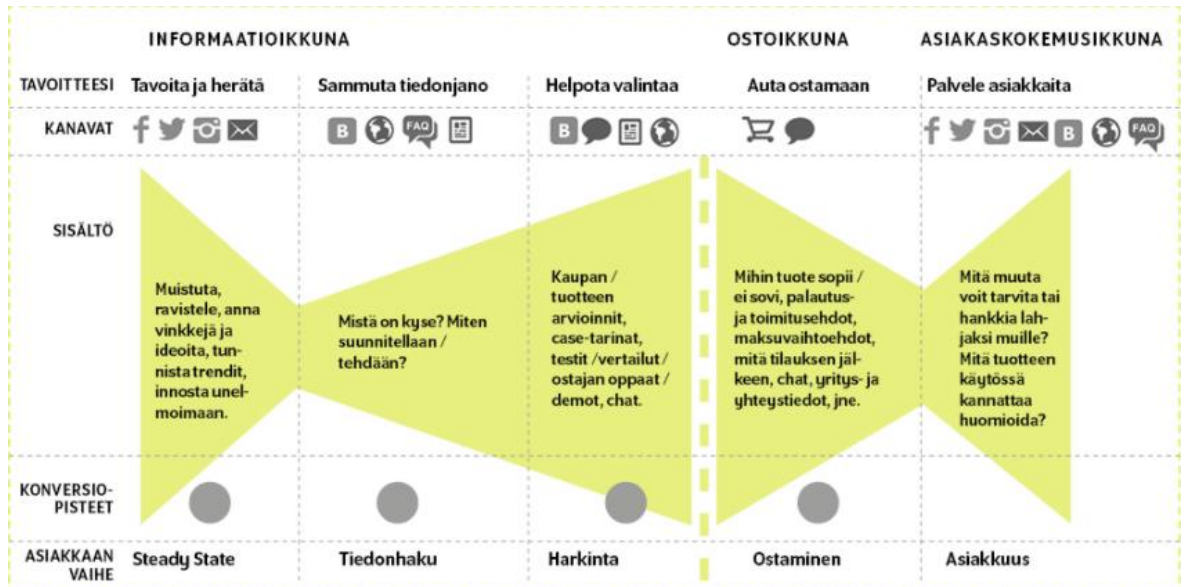 INFORMAATIOIKKUNA
OSTOIKKUNA
ASIAKASKOKEMUSIKKUNA
TAVOITTEESI
Tavoita ja herätä
Sammuta tiedonjano
Helpota valintaa
Auta ostamaan
Palvele asiakkaita
KANAVAT
B
FAQ
B
B
FAQ
SISÄLTÖ
Muistuta,
ravistele, anna
vinkkejä ja
ideoita, tun-
nista trendit,
innosta unel-
moimaan.
Mistä on kyse? Miten
suunnitellaan /
tehdään?
Kaupan /
tuotteen
arvioinnit,
case-tarinat,
testit /vertailut /
ostajan oppaat /
demot, chat.
Mihin tuote sopii /
ei sovi, palautus-
ja toimitusehdot,
maksuvaihtoehdot,
mitä tilauksen jäl-
keen, chat, yritys- ja
yhteystiedot, jne.
Mitä muuta
voit tarvita tai
hankkia lah-
jaksi muille?
Mitä tuotteen
käytössä
kannattaa
huomioida?
KONVERSIO-
PISTEET
ASIAKKAAN
VAIHE
Steady State
Tiedonhaku
Harkinta
Ostaminen
Asiakkuus